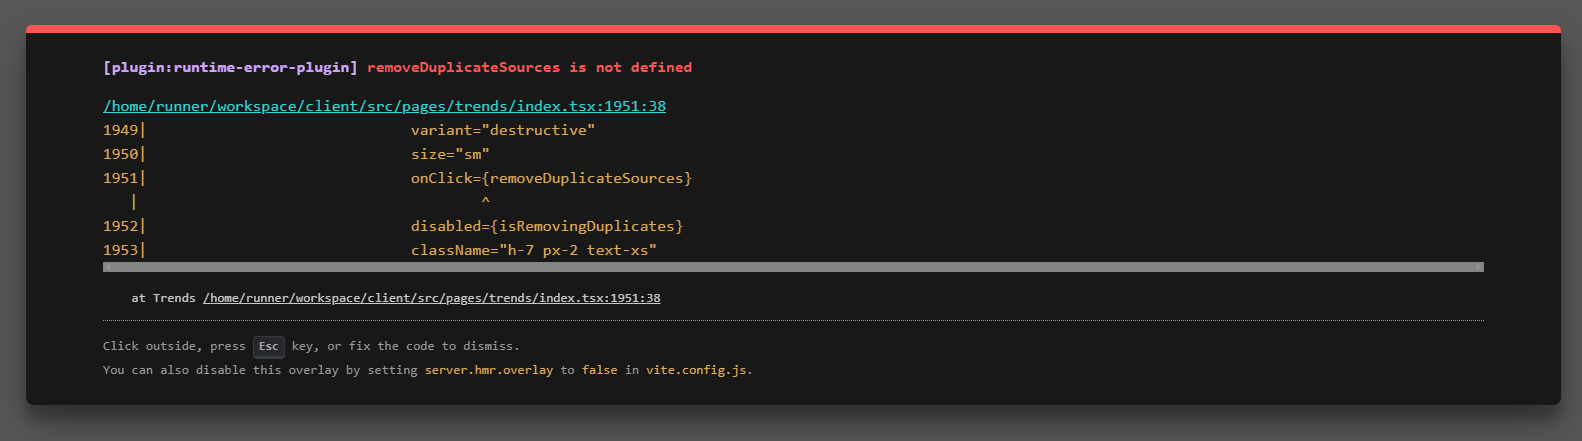 [plugin:runtime-error-plugin] removeDuplicateSources is not defined
/home/runner/workspace/client/src/pages/trends/index.tsx:1951:38
1949|                              variant="destructive"
1950|                              size="sm"
1951|                              onClick={removeDuplicateSources}
   |                                      ^
1952|                              disabled={isRemovingDuplicates}
1953|                              className="h-7 px-2 text-xs"
at Trends /home/runner/workspace/client/src/pages/trends/index.tsx:1951:38
Click outside, press Esc key, or fix the code to dismiss.
You can also disable this overlay by setting server.hmr.overlay to false in vite.config.js.